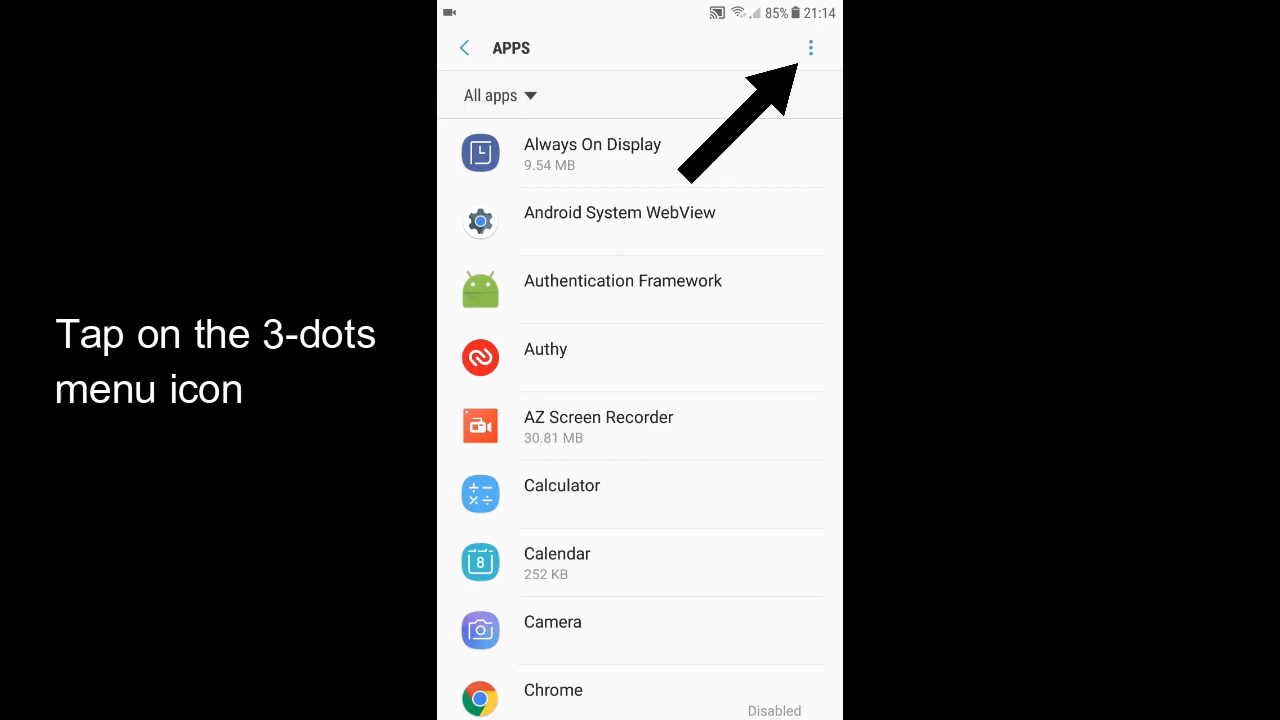 85% 21:14
APPS
All apps
Always On Display
9.54 MB
Android System WebView
Authentication Framework
Authy
Tap on the 3-dots
menu icon
AZ Screen Recorder
30.81 MB
Calculator
Calendar
8
252 KB
Camera
Chrome
Disabled